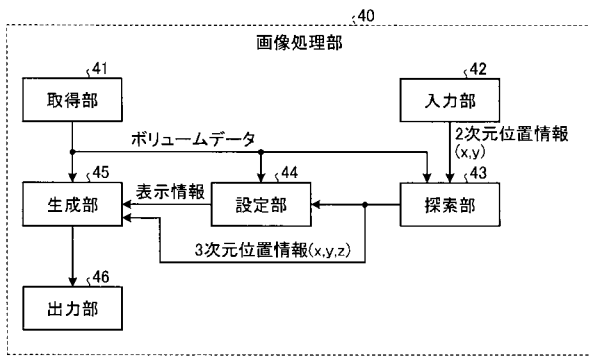 40
画像処理部
41
取得部
42
入力部
ボリュームデータ
2次元位置情報
(x,y)
45
生成部
表示情報
44
設定部
43
探索部
3次元位置情報(x,y,z)
46
出力部